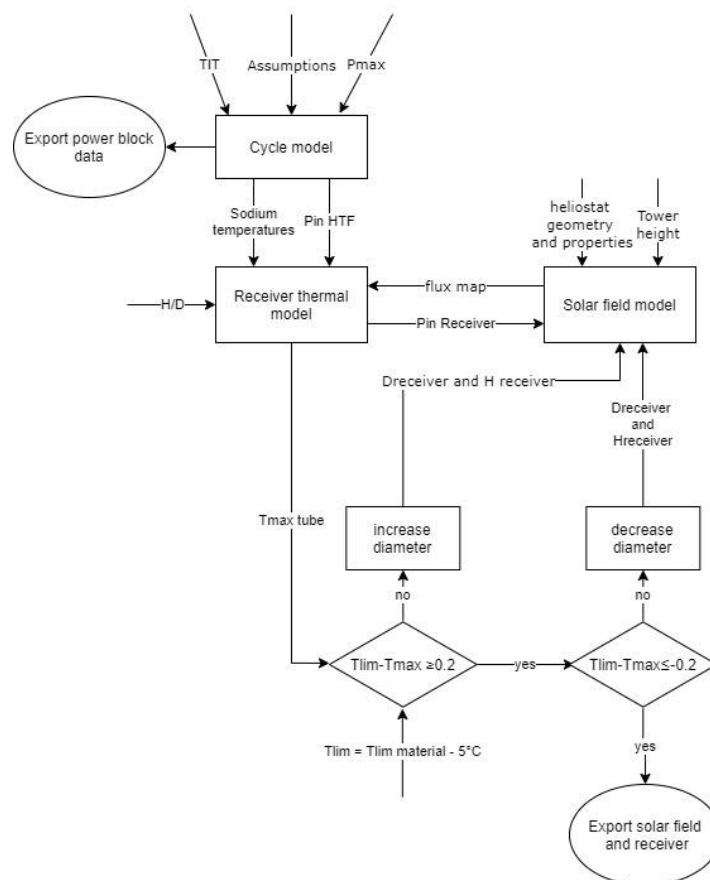 TIT
Assumptions
Pmax
Export power block
data
Cycle model
Sodium
temperatures
Pin HTF
heliostat
geometry
and properties
Tower
height
H/D
Receiver thermal
model
flux map
Pin Receiver
Solar field model
Dreceiver and H receiver
Dreceiver
and
Hreceiver
Tmax tube
increase
diameter
decrease
diameter
no
no
Tlim-Tmax ≥0.2
yes
Tlim-Tmax≤-0.2
Tlim = Tlim material - 5°C
yes
Export solar field
and receiver